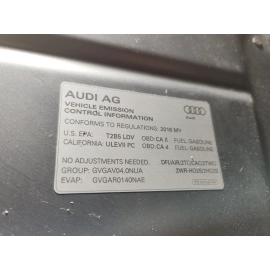 AUDI AG
VEHICLE EMISSION
CONTROL INFORMATION
Audi
CONFORMS TO REGULATIONS: 2016 MY
U.S. EPA: T2B5 LDV OBD: CA II FUEL: GASOLINE
CALIFORNIA: ULEVII PC OBD: CA II FUEL: GASOLINE
NO ADJUSTMENTS NEEDED.
GROUP: GVGAV04.0NUA
EVAP: GVGAR0140NAE